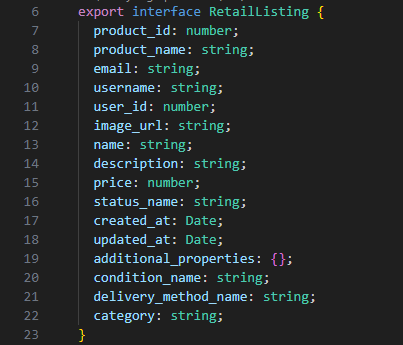 6 export interface RetailListing {
7 product_id: number;
8 product_name: string;
9 email: string;
10 username: string;
11 user_id: number;
12 image_url: string;
13 name: string;
14 description: string;
15 price: number;
16 status_name: string;
17 created_at: Date;
18 updated_at: Date;
19 additional_properties: {};
20 condition_name: string;
21 delivery_method_name: string;
22 category: string;
23 }